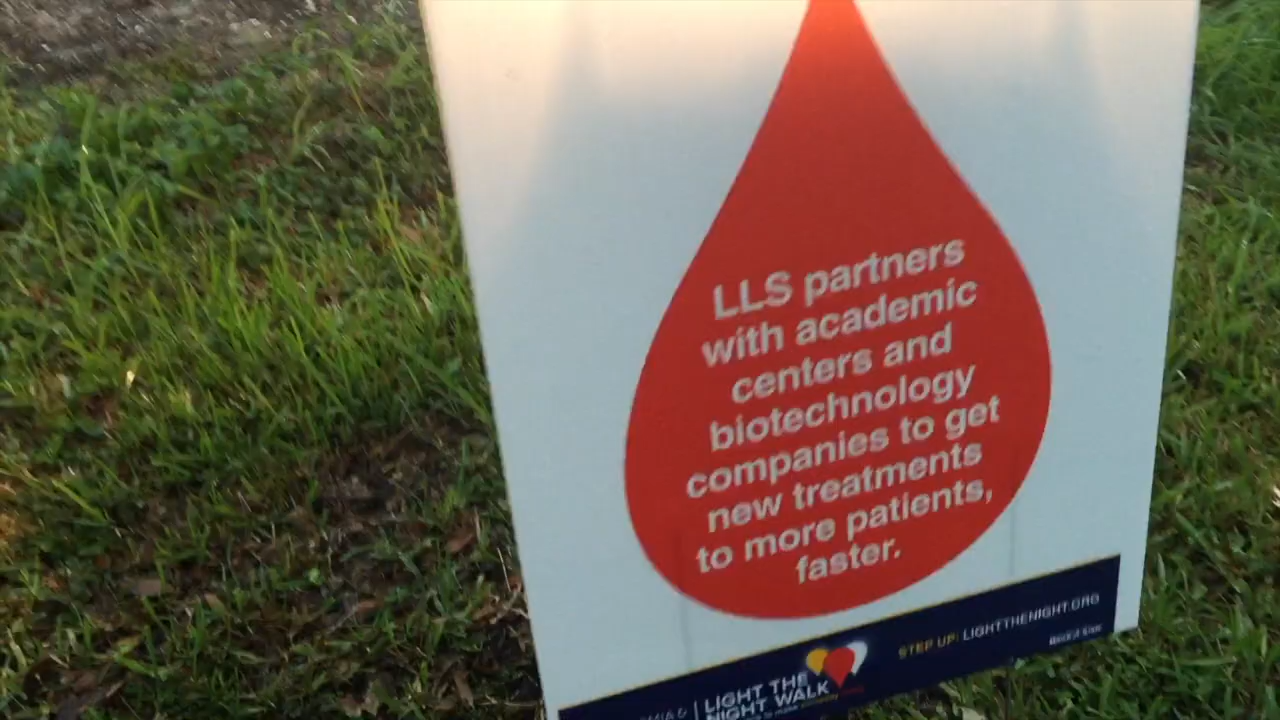 LLS partners
with academic
centers and
biotechnology
companies to get
new treatments
to more patients,
faster.
STEP UP: LIGHTTHENIGHT.ORG
LIGHT THE
NIGHT WALK